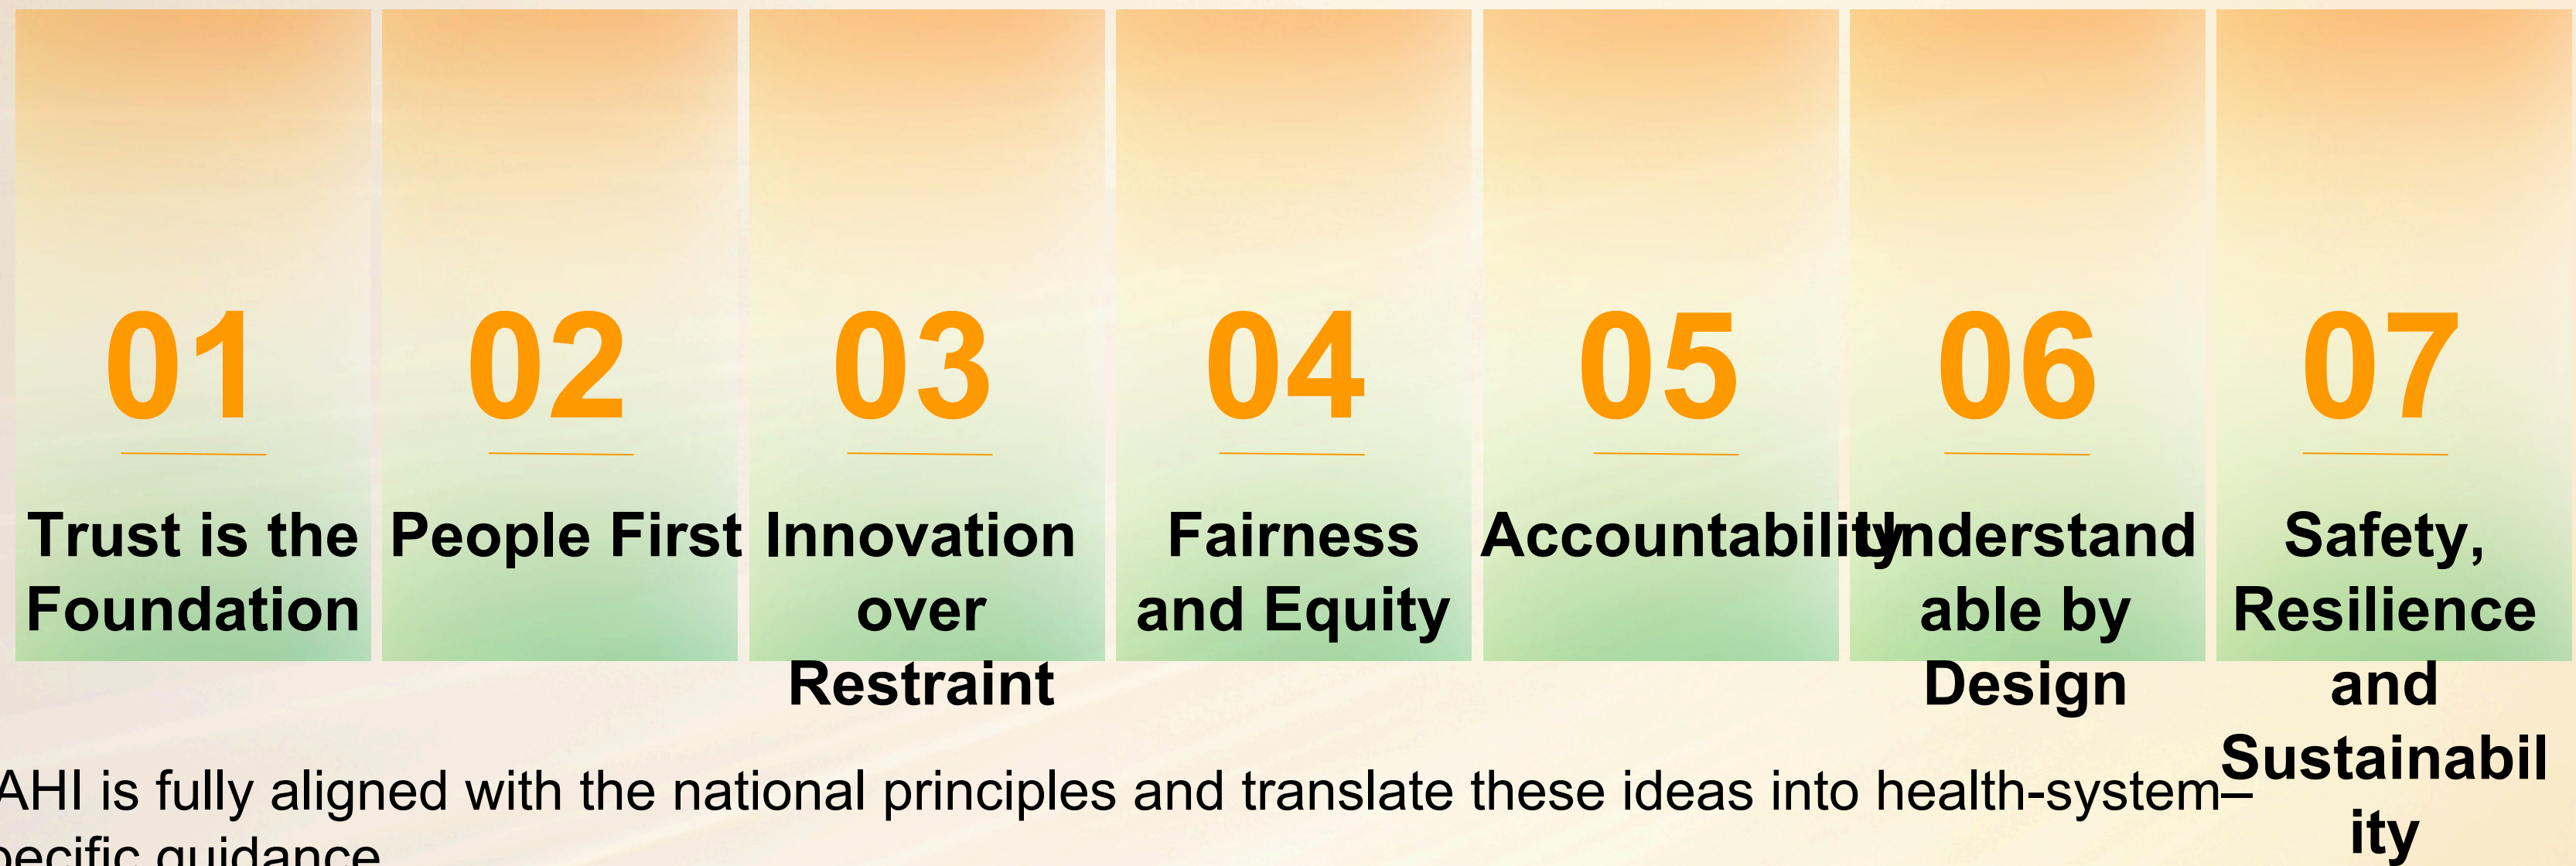 01
Trust is the
Foundation
02
People First
03
Innovation
over
Restraint
04
Fairness
and Equity
05
Accountability
06
Understand
able by
Design
07
Safety,
Resilience
and
Sustainabil
ity
AHI is fully aligned with the national principles and translate these ideas into health-system–
guidance